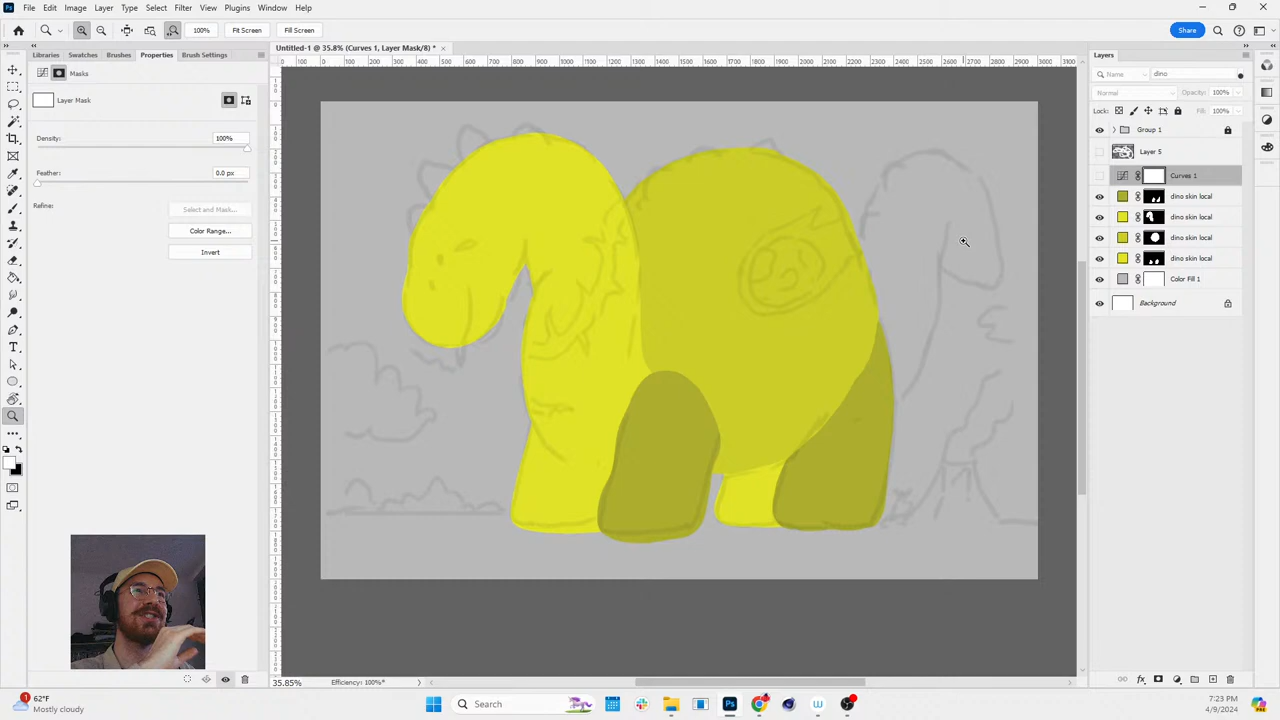 File Edit Image Layer Type Select Filter View Plugins Window Help
100% Fit Screen Fill Screen Share
Libraries Swatches Brushes Properties Brush Settings
Untitled-1 @ 35.8% (Curves 1, Layer Mask/8) *
Layers
Masks
Name dino
Layer Mask
Normal Opacity: 100%
Lock: Fill: 100%
Group 1
Density: 100%
Layer 5
Feather: 0.0 px
Curves 1
dino skin local
Refine: Select and Mask...
dino skin local
Color Range...
dino skin local
Invert
dino skin local
Color Fill 1
Background
35.85% Efficiency: 100%*
1
62°F
Mostly cloudy
Search
7:23 PM
4/9/2024